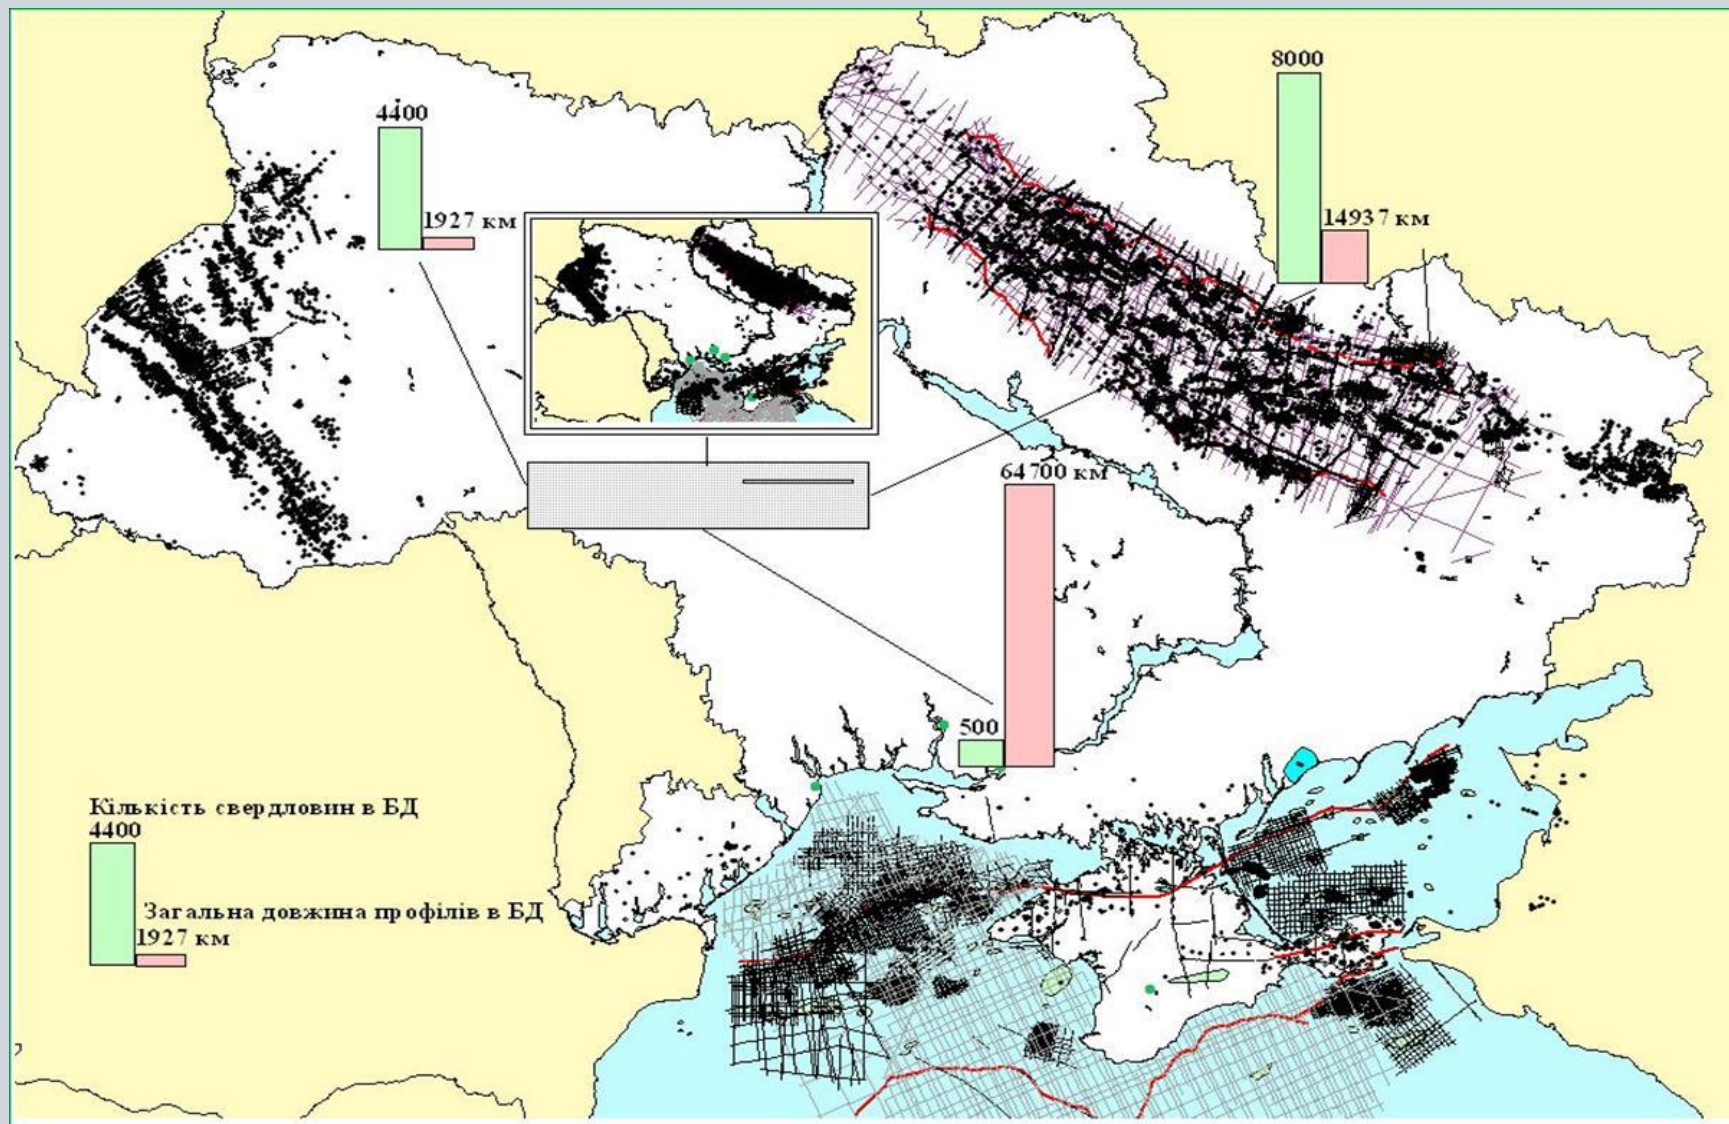 8000
4400
1927 км
14937 км
64700 км
500
Кількість свердловин в БД
4400
Загальна довжина профілів в БД
1927 км